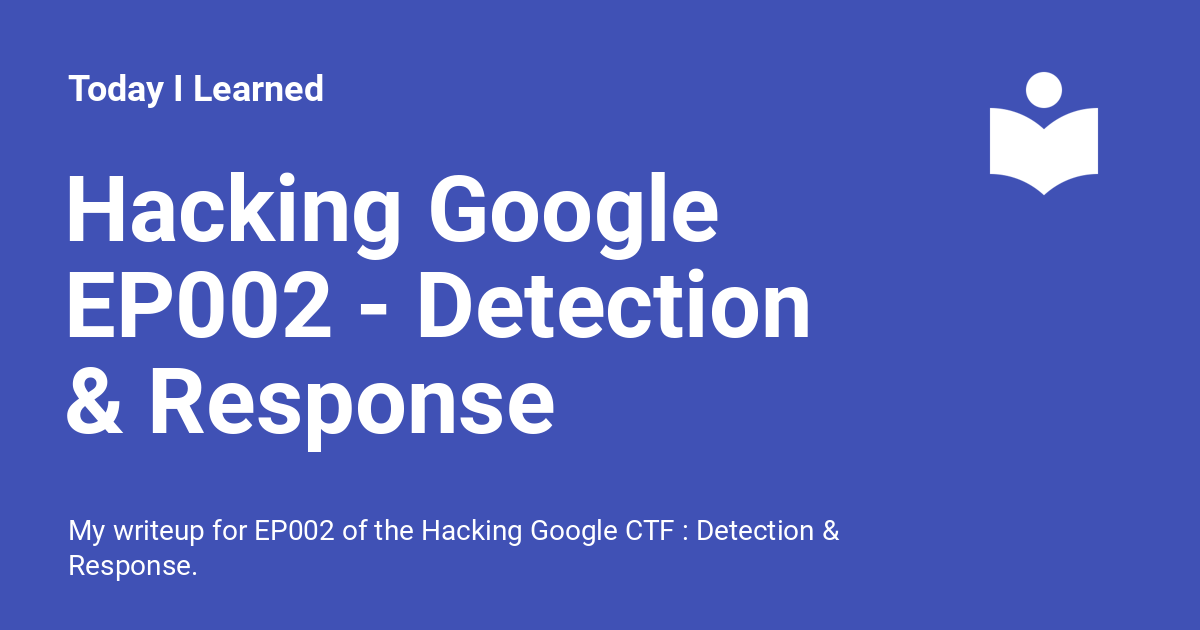 Today I Learned
Hacking Google
EP002 - Detection
& Response
My writeup for EP002 of the Hacking Google CTF : Detection &
Response.